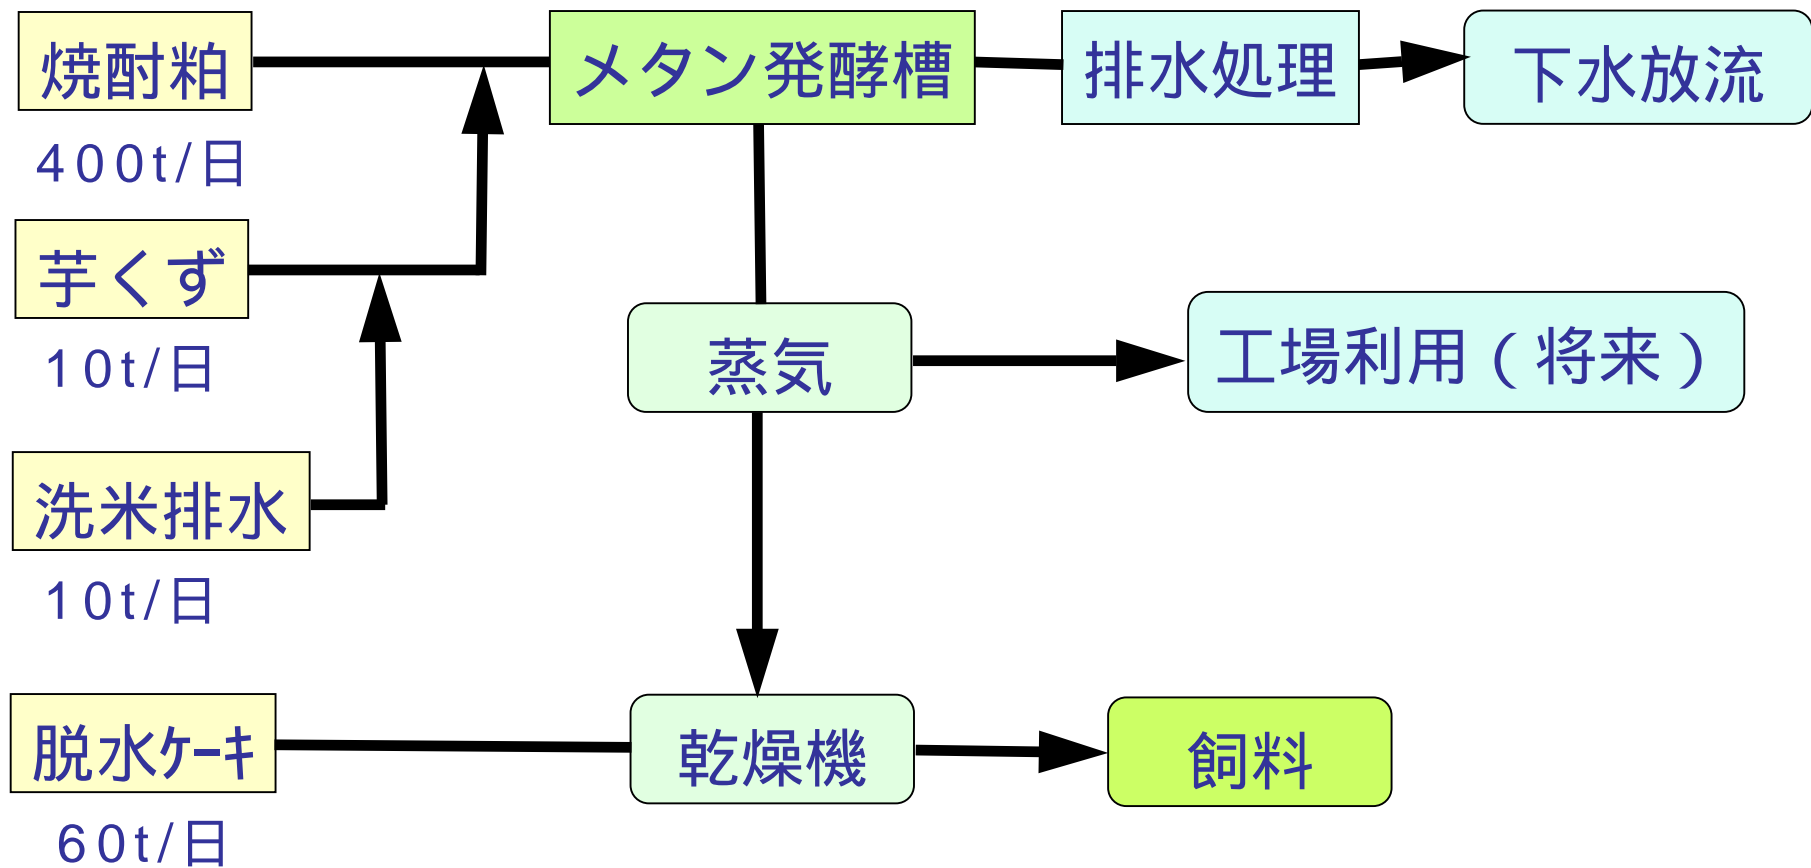 焼酎粕
メタン発酵槽
排水処理
下水放流
400t/日
芋くず
10t/日
蒸気
工場利用(将来)
洗米排水
10t/日
脱水ｹｰｷ
乾燥機
飼料
60t/日